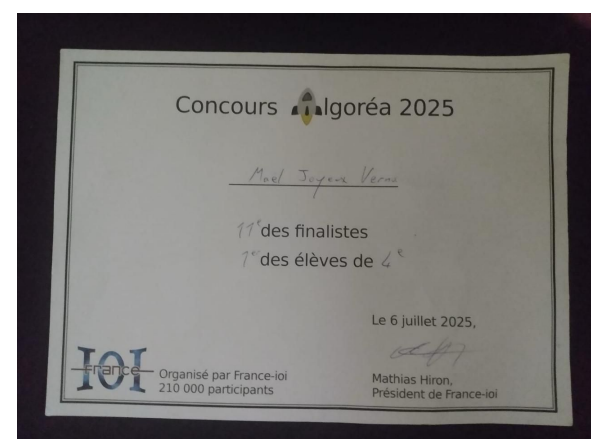 Concours Algoréa 2025
Mael Joyeux Verne
11e des finalistes
1er des élèves de 4e
Le 6 juillet 2025,
IOI
France
Organisé par France-ioi
210 000 participants
Mathias Hiron,
Président de France-ioi